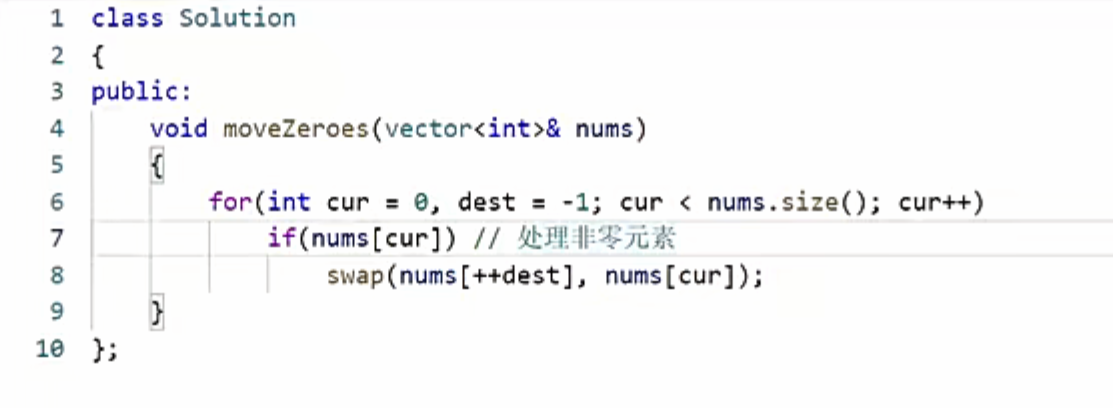 1 class Solution
2 {
3 public:
4     void moveZeroes(vector<int>& nums)
5     {
6         for(int cur = 0, dest = -1; cur < nums.size(); cur++)
7             if(nums[cur]) // 处理非零元素
8                 swap(nums[++dest], nums[cur]);
9     }
10 };